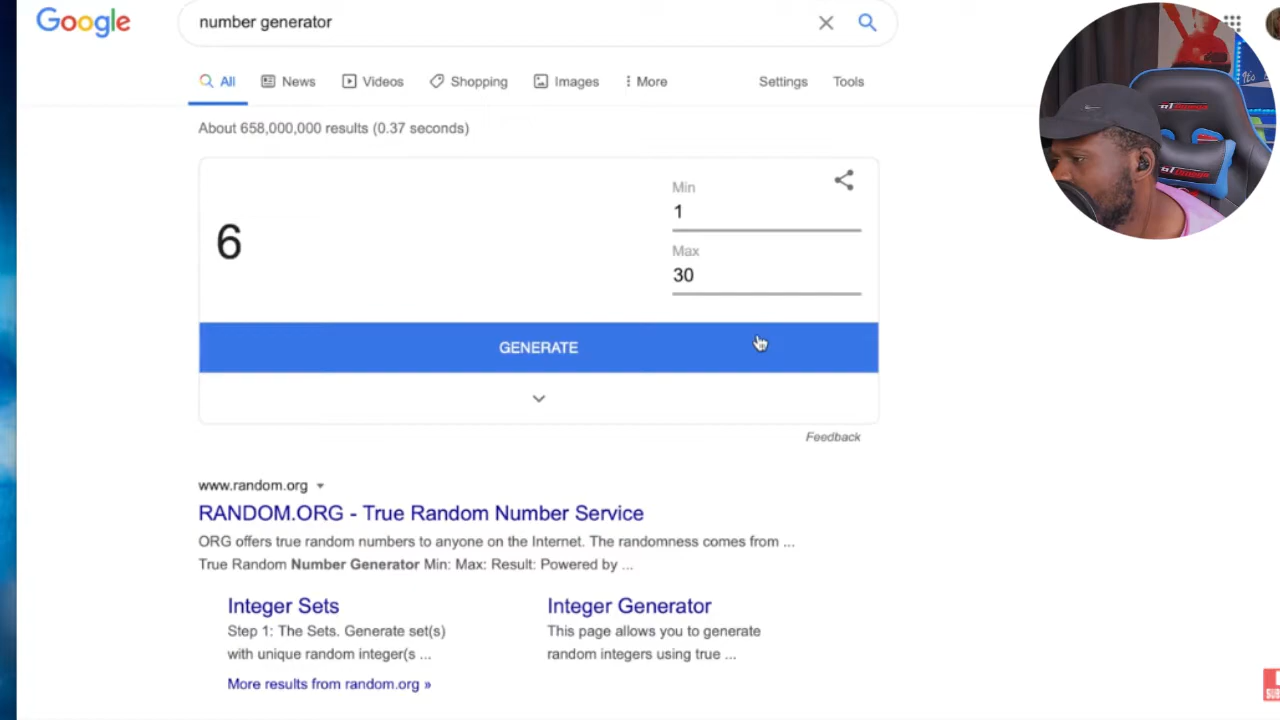 Google
number generator
All News Videos Shopping Images More Settings Tools
About 658,000,000 results (0.37 seconds)
Min
1
6
Max
30
GENERATE
Feedback
www.random.org
RANDOM.ORG - True Random Number Service
ORG offers true random numbers to anyone on the Internet. The randomness comes from ...
True Random Number Generator Min: Max: Result: Powered by ...
Integer Sets
Step 1: The Sets. Generate set(s)
with unique random integer(s ...
Integer Generator
This page allows you to generate
random integers using true ...
More results from random.org »